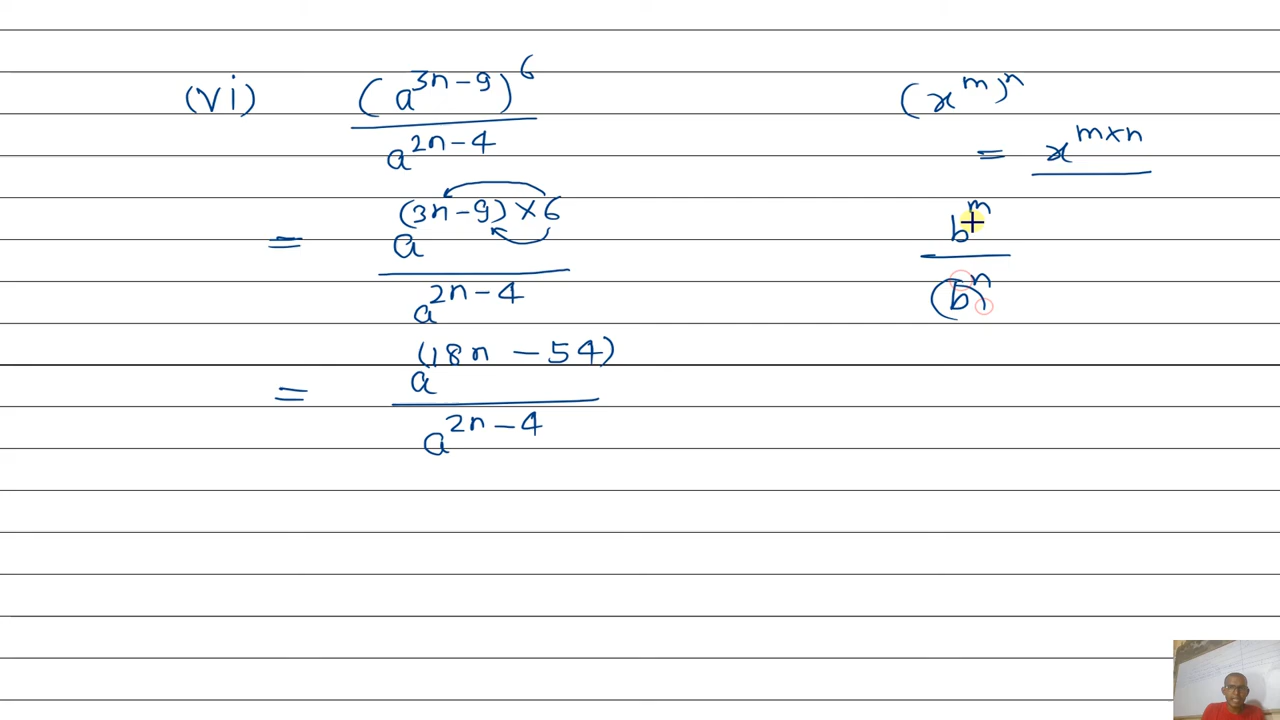 (vi) (a^{3n-9})^6
a^{2n-4}
= a^{(3n-9)×6}
a^{2n-4}
= a^{(18n-54)}
a^{2n-4}
(x^m)^n
= x^{m×n}
b^m
(b^n